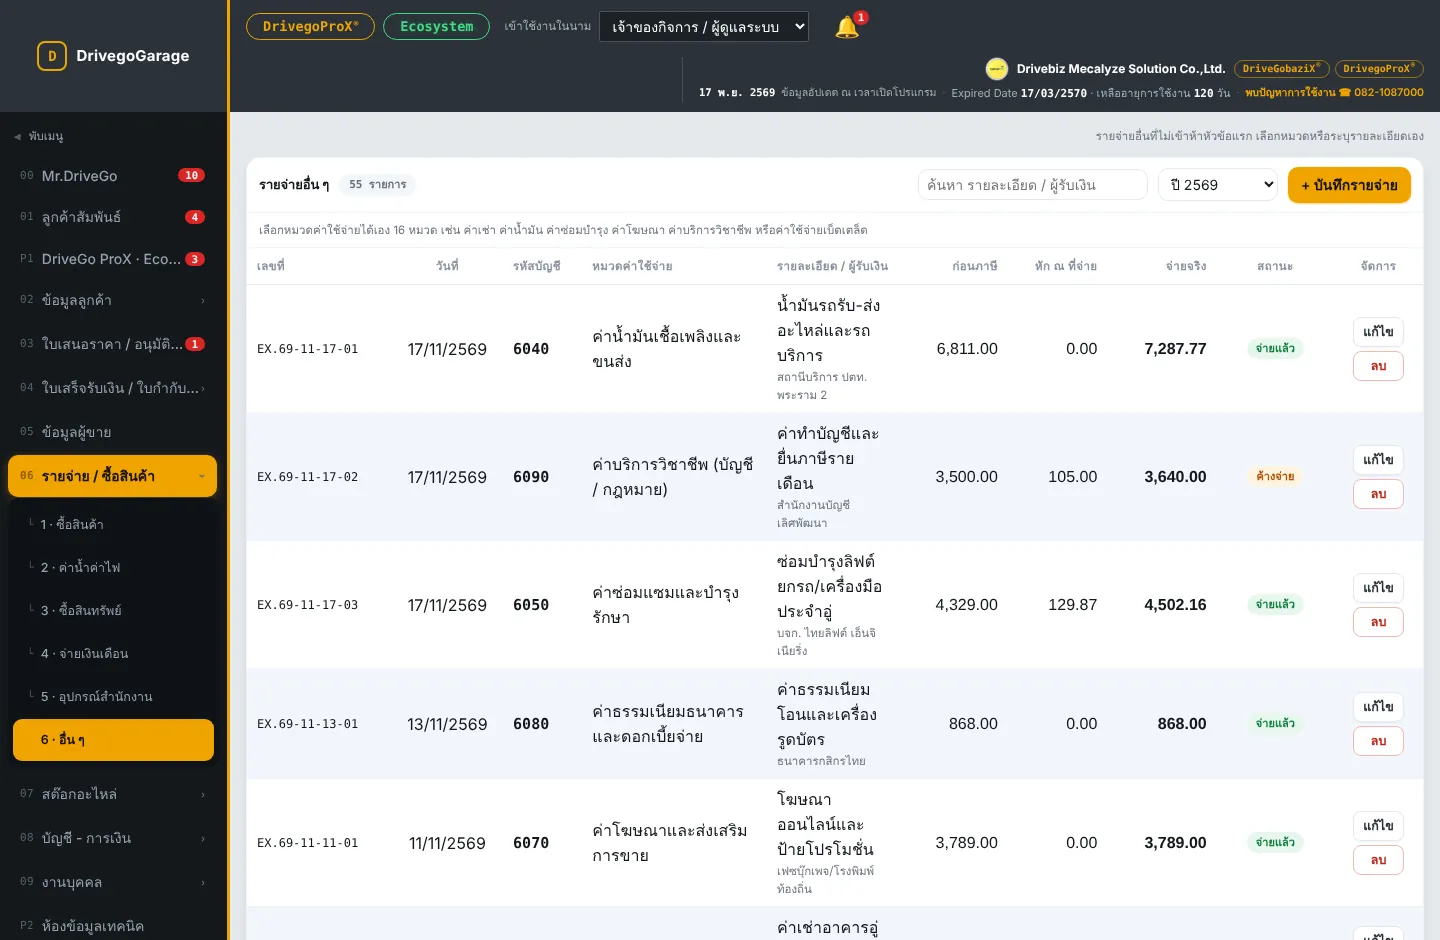 D DrivegoGarage
DrivegoProX® Ecosystem เข้าใช้งานในนาม เจ้าของกิจการ / ผู้ดูแลระบบ 1
Drivebiz Mecalyze Solution Co.,Ltd. DriveGobaziX® DrivegoProX®
17 พ.ย. 2569 ข้อมูลอัปเดต ณ เวลาเปิดโปรแกรม · Expired Date 17/03/2570 · เหลืออายุการใช้งาน 120 วัน · พบปัญหาการใช้งาน ☎ 082-1087000
◀ พับเมนู
00 Mr.DriveGo 10
01 ลูกค้าสัมพันธ์ 4
P1 DriveGo ProX · Eco... 3
02 ข้อมูลลูกค้า ›
03 ใบเสนอราคา / อนุมัติ... 1
04 ใบเสร็จรับเงิน / ใบกำกับ... ›
05 ข้อมูลผู้ขาย
06 รายจ่าย / ซื้อสินค้า
└ 1 · ซื้อสินค้า
└ 2 · ค่าน้ำค่าไฟ
└ 3 · ซื้อสินทรัพย์
└ 4 · จ่ายเงินเดือน
└ 5 · อุปกรณ์สำนักงาน
6 · อื่น ๆ
07 สต๊อกอะไหล่ ›
08 บัญชี - การเงิน ›
09 งานบุคคล ›
P2 ห้องข้อมูลเทคนิค
รายจ่ายอื่นที่ไม่เข้าห้าหัวข้อแรก เลือกหมวดหรือระบุรายละเอียดเอง
รายจ่ายอื่น ๆ 55 รายการ ค้นหา รายละเอียด / ผู้รับเงิน ปี 2569 + บันทึกรายจ่าย
เลือกหมวดค่าใช้จ่ายได้เอง 16 หมวด เช่น ค่าเช่า ค่าน้ำมัน ค่าซ่อมบำรุง ค่าโฆษณา ค่าบริการวิชาชีพ หรือค่าใช้จ่ายเบ็ดเตล็ด
เลขที่ วันที่ รหัสบัญชี หมวดค่าใช้จ่าย รายละเอียด / ผู้รับเงิน ก่อนภาษี หัก ณ ที่จ่าย จ่ายจริง สถานะ จัดการ
EX.69-11-17-01 17/11/2569 6040 ค่าน้ำมันเชื้อเพลิงและ
ขนส่ง
น้ำมันรถรับ-ส่ง
อะไหล่และรถ
บริการ
สถานีบริการ ปตท.
พระราม 2
6,811.00 0.00 7,287.77 จ่ายแล้ว แก้ไข
ลบ
EX.69-11-17-02 17/11/2569 6090 ค่าบริการวิชาชีพ (บัญชี
/ กฎหมาย)
ค่าทำบัญชีและ
ยื่นภาษีราย
เดือน
สำนักงานบัญชี
เลิศพัฒนา
3,500.00 105.00 3,640.00 ค้างจ่าย แก้ไข
ลบ
EX.69-11-17-03 17/11/2569 6050 ค่าซ่อมแซมและบำรุง
รักษา
ซ่อมบำรุงลิฟต์
ยกรถ/เครื่องมือ
ประจำอู่
บจก. ไทยลิฟต์ เอ็นจิ
เนียริ่ง
4,329.00 129.87 4,502.16 จ่ายแล้ว แก้ไข
ลบ
EX.69-11-13-01 13/11/2569 6080 ค่าธรรมเนียมธนาคาร
และดอกเบี้ยจ่าย
ค่าธรรมเนียม
โอนและเครื่อง
รูดบัตร
ธนาคารกสิกรไทย
868.00 0.00 868.00 จ่ายแล้ว แก้ไข
ลบ
EX.69-11-11-01 11/11/2569 6070 ค่าโฆษณาและส่งเสริม
การขาย
โฆษณา
ออนไลน์และ
ป้ายโปรโมชั่น
เฟซบุ๊กเพจ/โรงพิมพ์
ท้องถิ่น
3,789.00 0.00 3,789.00 จ่ายแล้ว แก้ไข
ลบ
ค่าเช่าอาคารอู่
แก้ไข